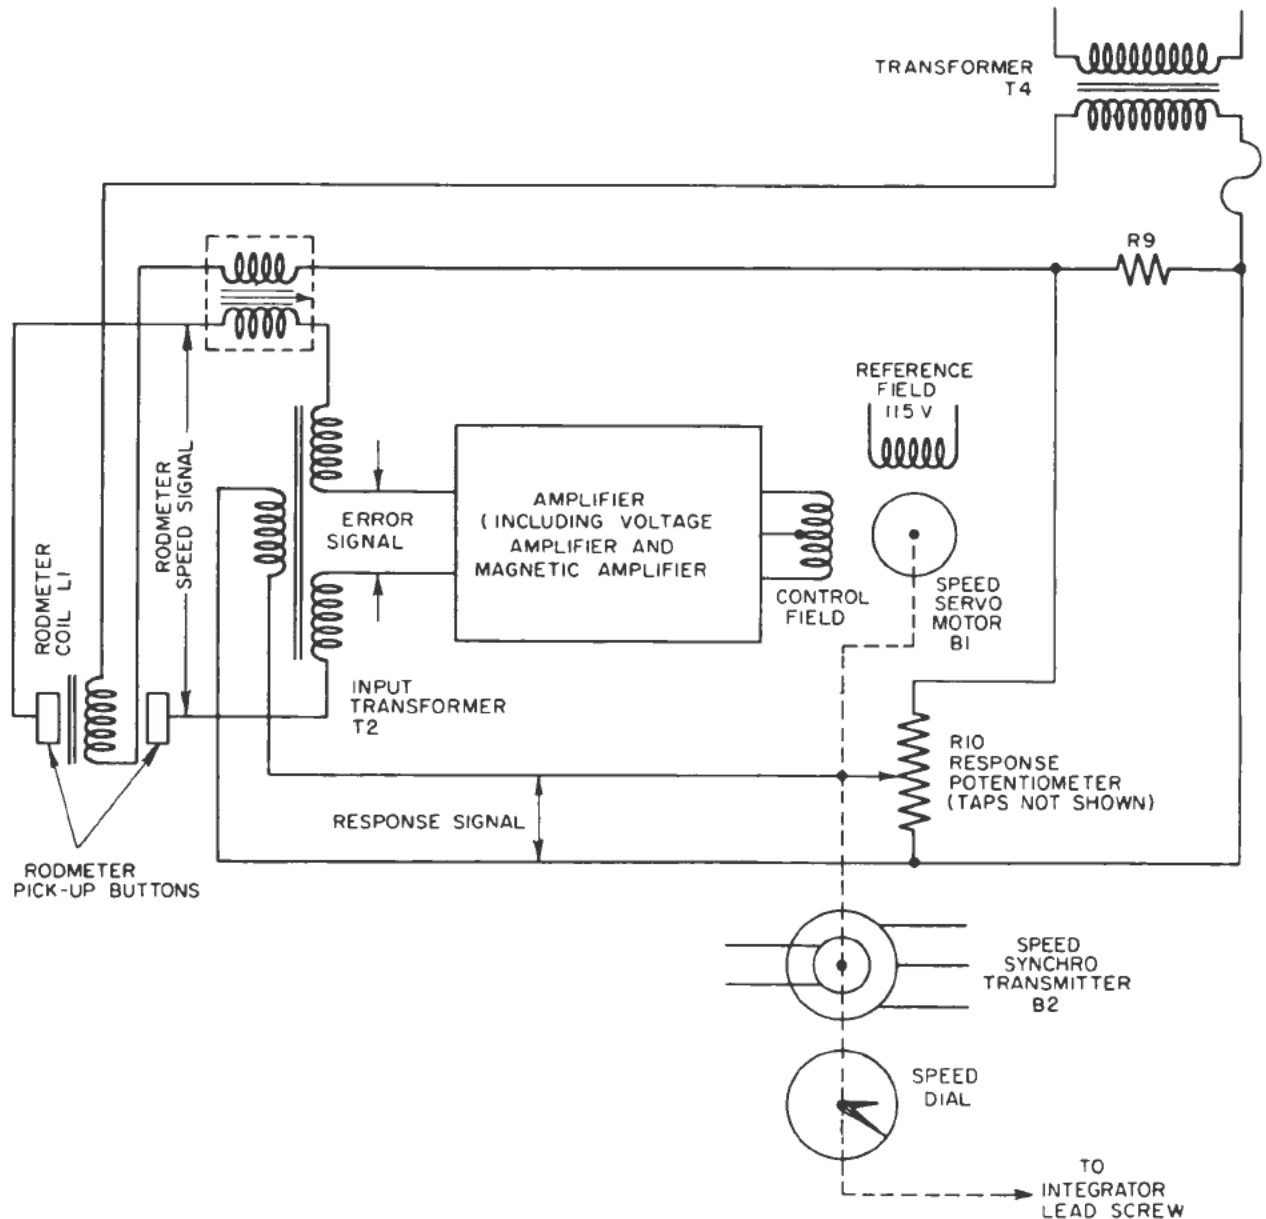 TRANSFORMER
T4
R9
REFERENCE
FIELD
115 V
RODMETER
SPEED SIGNAL
ERROR
SIGNAL
AMPLIFIER
(INCLUDING VOLTAGE
AMPLIFIER AND
MAGNETIC AMPLIFIER
CONTROL
FIELD
SPEED
SERVO
MOTOR
B1
RODMETER
COIL L1
INPUT
TRANSFORMER
T2
R10
RESPONSE
POTENTIOMETER
(TAPS NOT SHOWN)
RESPONSE SIGNAL
RODMETER
PICK-UP BUTTONS
SPEED
SYNCHRO
TRANSMITTER
B2
SPEED
DIAL
TO
INTEGRATOR
LEAD SCREW